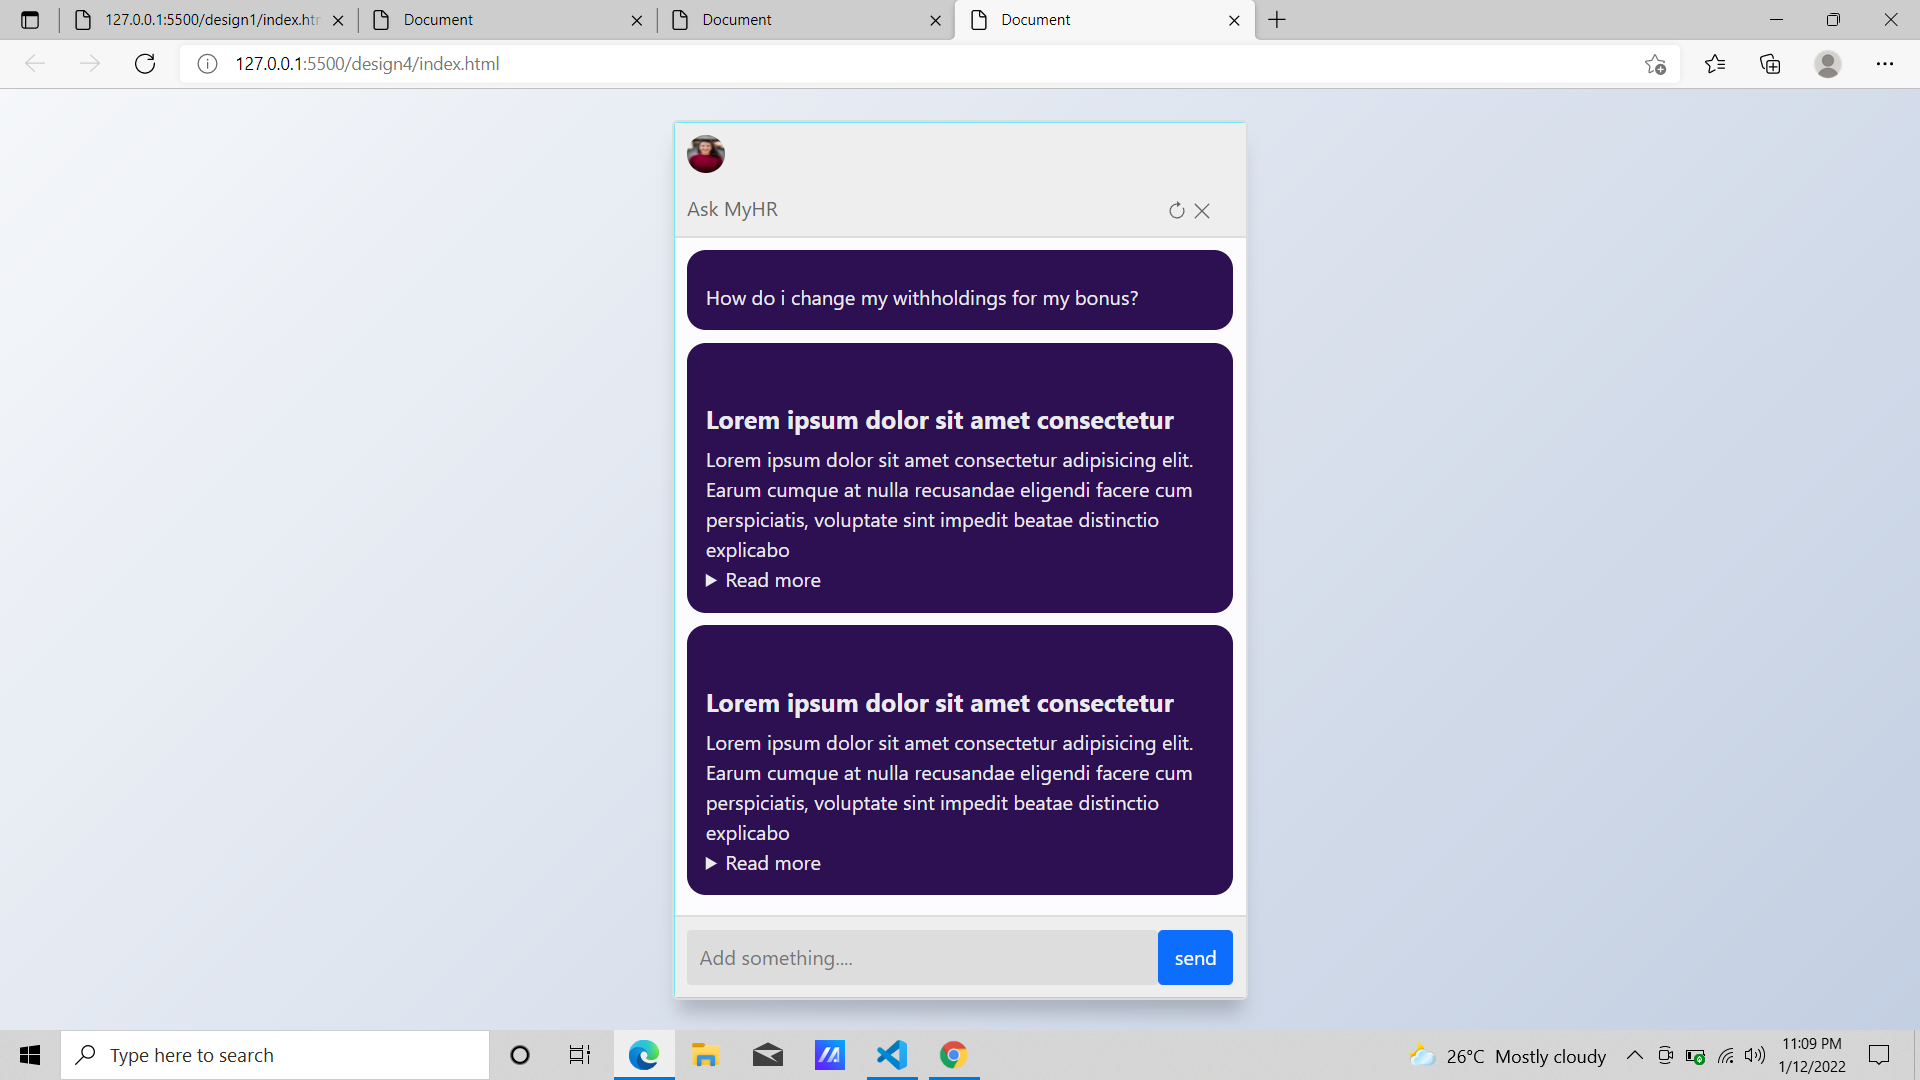 127.0.0.1:5500/design1/index.ht
Document
Document
Document
127.0.0.1:5500/design4/index.html
Ask MyHR
How do i change my withholdings for my bonus?
Lorem ipsum dolor sit amet consectetur
Lorem ipsum dolor sit amet consectetur adipisicing elit.
Earum cumque at nulla recusandae eligendi facere cum
perspiciatis, voluptate sint impedit beatae distinctio
explicabo
Read more
Lorem ipsum dolor sit amet consectetur
Lorem ipsum dolor sit amet consectetur adipisicing elit.
Earum cumque at nulla recusandae eligendi facere cum
perspiciatis, voluptate sint impedit beatae distinctio
explicabo
Read more
Add something....
send
Type here to search
26°C Mostly cloudy
11:09 PM
1/12/2022